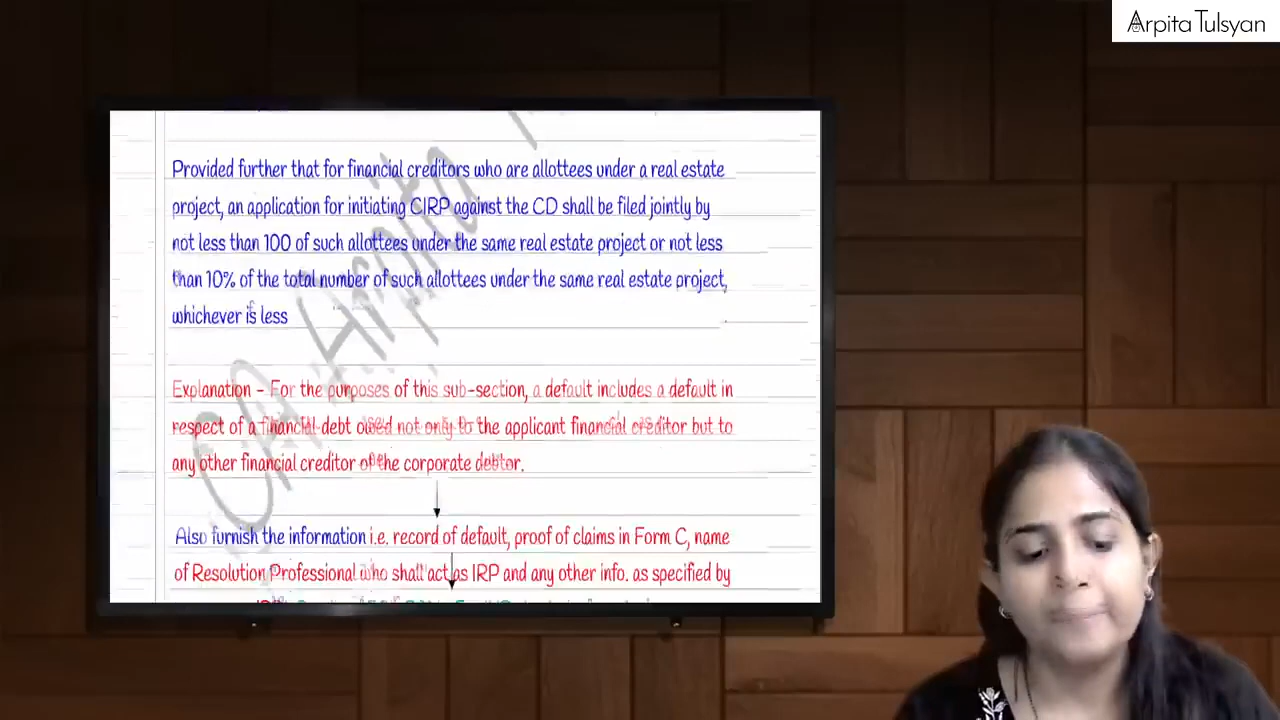 Arpita Tulsyan
Provided further that for financial creditors who are allottees under a real estate
project, an application for initiating CIRP against the CD shall be filed jointly by
not less than 100 of such allottees under the same real estate project or not less
than 10% of the total number of such allottees under the same real estate project,
whichever is less
Explanation - For the purposes of this sub-section, a default includes a default in
respect of a financial debt owed not only to the applicant financial creditor but to
any other financial creditor of the corporate debtor.
Also furnish the information i.e. record of default, proof of claims in Form C, name
of Resolution Professional who shall act as IRP and any other info. as specified by
CA Arpita